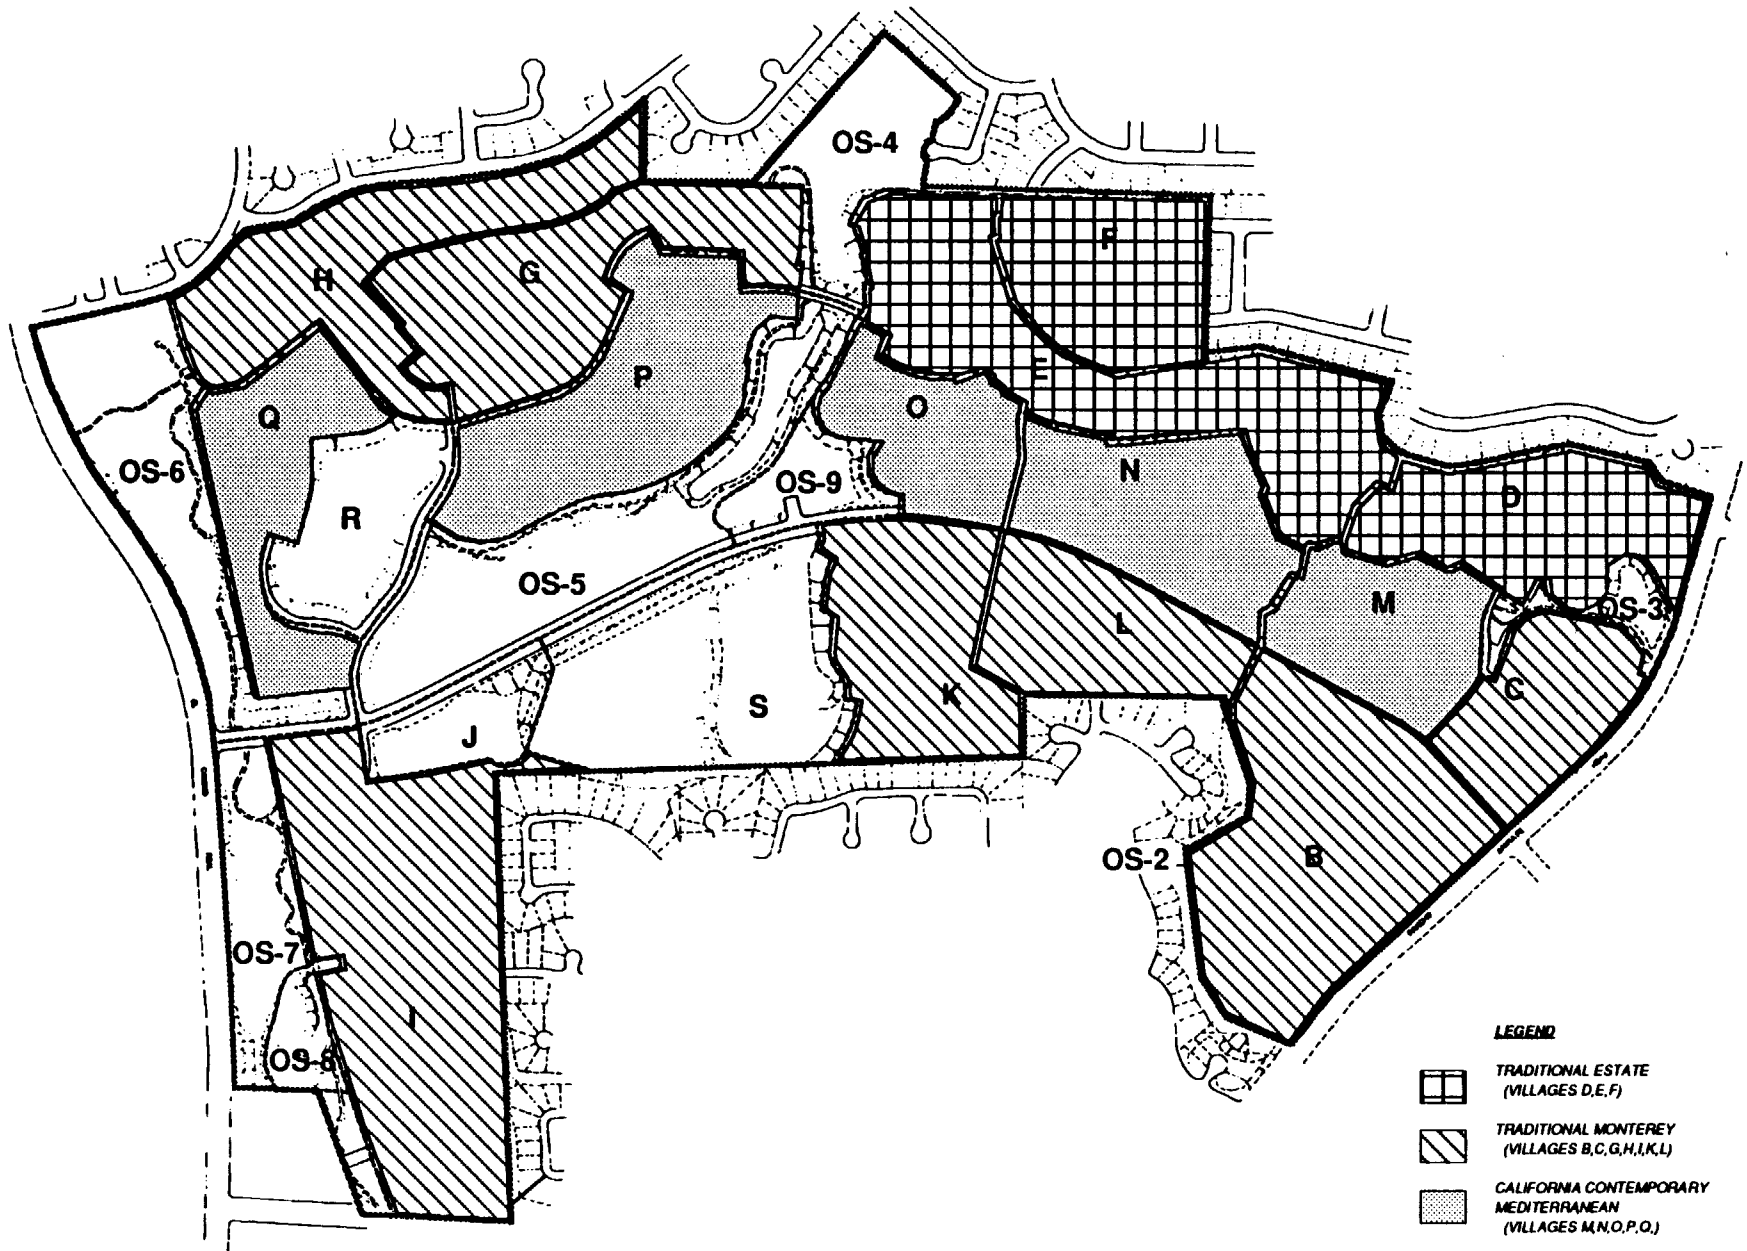 OS-4
F
H
G
E
P
O
Q
OS-6
OS-9
N
D
R
OS-5
M
OS-3
L
C
K
S
J
B
OS-2
OS-7
I
OS-8
LEGEND
TRADITIONAL ESTATE
(VILLAGES D,E,F)
TRADITIONAL MONTEREY
(VILLAGES B,C,G,H,I,K,L)
CALIFORNIA CONTEMPORARY
MEDITERRANEAN
(VILLAGES M,N,O,P,Q,)